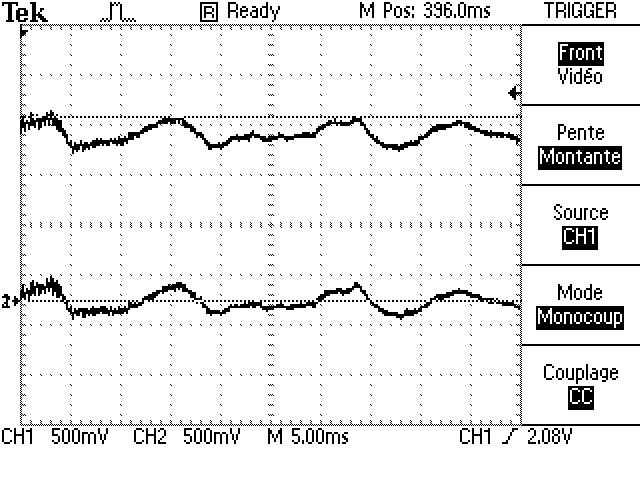 Tek R Ready M Pos: 396.0ms TRIGGER
Front
Vidéo
Pente
Montante
Source
CH1
Mode
Monocoup
Couplage
CC
2
CH1 500mV CH2 500mV M 5.00ms CH1 2.08V